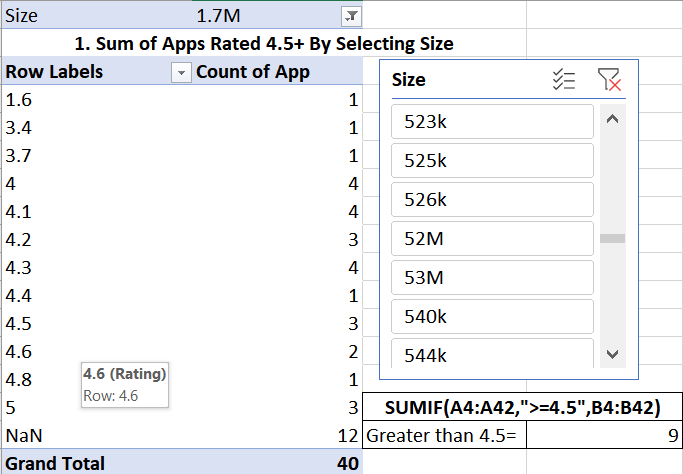 Size 1.7M
1. Sum of Apps Rated 4.5+ By Selecting Size
Row Labels Count of App
1.6 1
3.4 1
3.7 1
4 4
4.1 4
4.2 3
4.3 4
4.4 1
4.5 3
4.6 2
4.8 1
5 3
NaN 12
Grand Total 40
4.6 (Rating)
Row: 4.6
Size
523k
525k
526k
52M
53M
540k
544k
SUMIF(A4:A42,">=4.5",B4:B42)
Greater than 4.5= 9